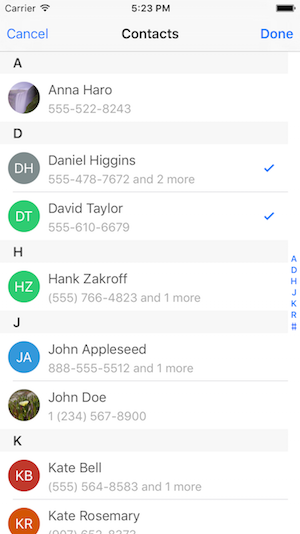 Carrier 5:23 PM
Cancel Contacts Done
A
Anna Haro
555-522-8243
D
DH Daniel Higgins
555-478-7672 and 2 more
DT David Taylor
555-610-6679
H
HZ Hank Zakroff
(555) 766-4823 and 1 more
J
JA John Appleseed
888-555-5512 and 1 more
John Doe
1 (234) 567-8900
K
KB Kate Bell
(555) 564-8583 and 1 more
KR Kate Rosemary
A
D
H
J
K
R
#